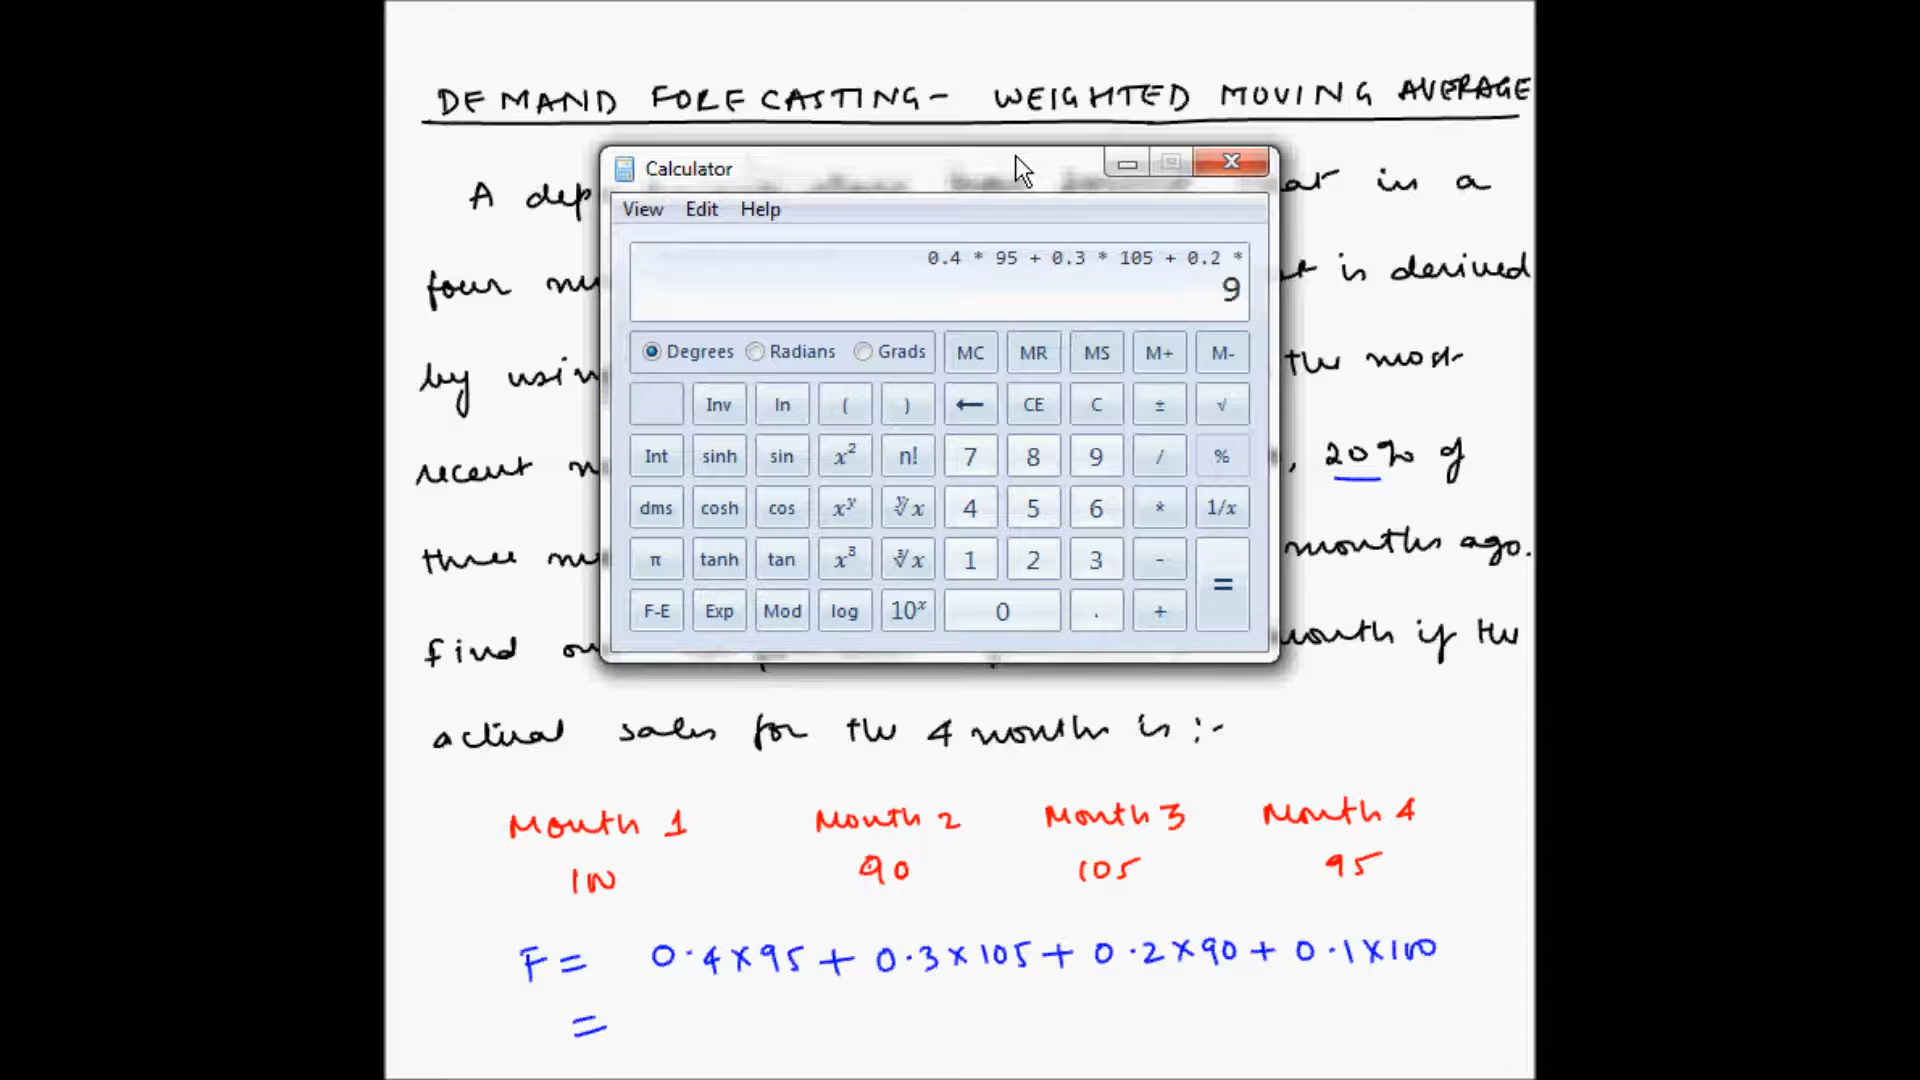 DEMAND FORECASTING- WEIGHTED MOVING AVERAGE
Calculator
View Edit Help
0.4 * 95 + 0.3 * 105 + 0.2 *
9
Degrees Radians Grads MC MR MS M+ M-
Inv ln ( ) ← CE C ± √
Int sinh sin x² n! 7 8 9 / %
dms cosh cos xʸ ʸ√x 4 5 6 * 1/x
π tanh tan x³ ³√x 1 2 3 - =
F-E Exp Mod log 10ˣ 0 . +
A dep in a
four is derived
by the most
recent , 20% of
three months ago.
find month if the
actual sales for the 4 months is :-
Month 1 Month 2 Month 3 Month 4
100 90 105 95
F = 0.4×95 + 0.3×105 + 0.2×90 + 0.1×100
=